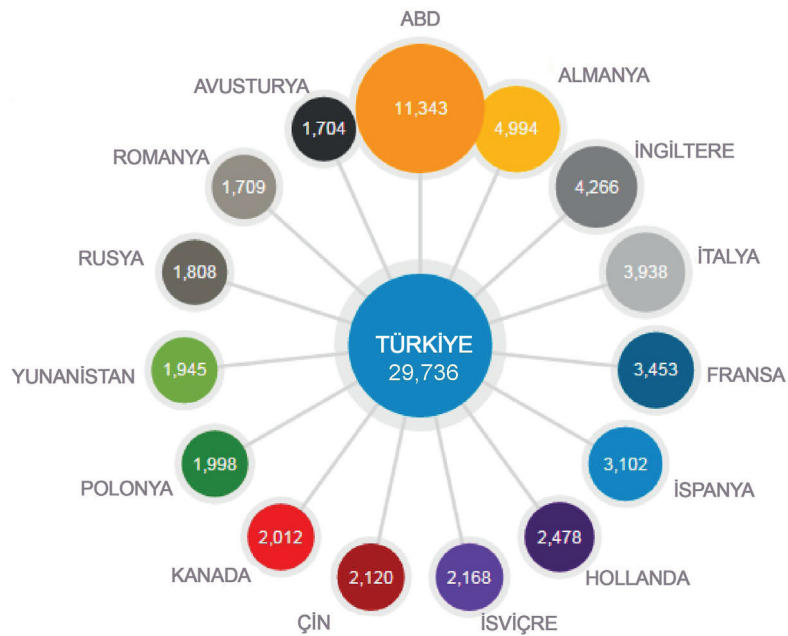 ABD
11,343
ALMANYA
4,994
İNGİLTERE
4,266
İTALYA
3,938
FRANSA
3,453
İSPANYA
3,102
HOLLANDA
2,478
İSVİÇRE
2,168
ÇİN
2,120
KANADA
2,012
POLONYA
1,998
YUNANİSTAN
1,945
RUSYA
1,808
ROMANYA
1,709
AVUSTURYA
1,704
TÜRKİYE
29,736